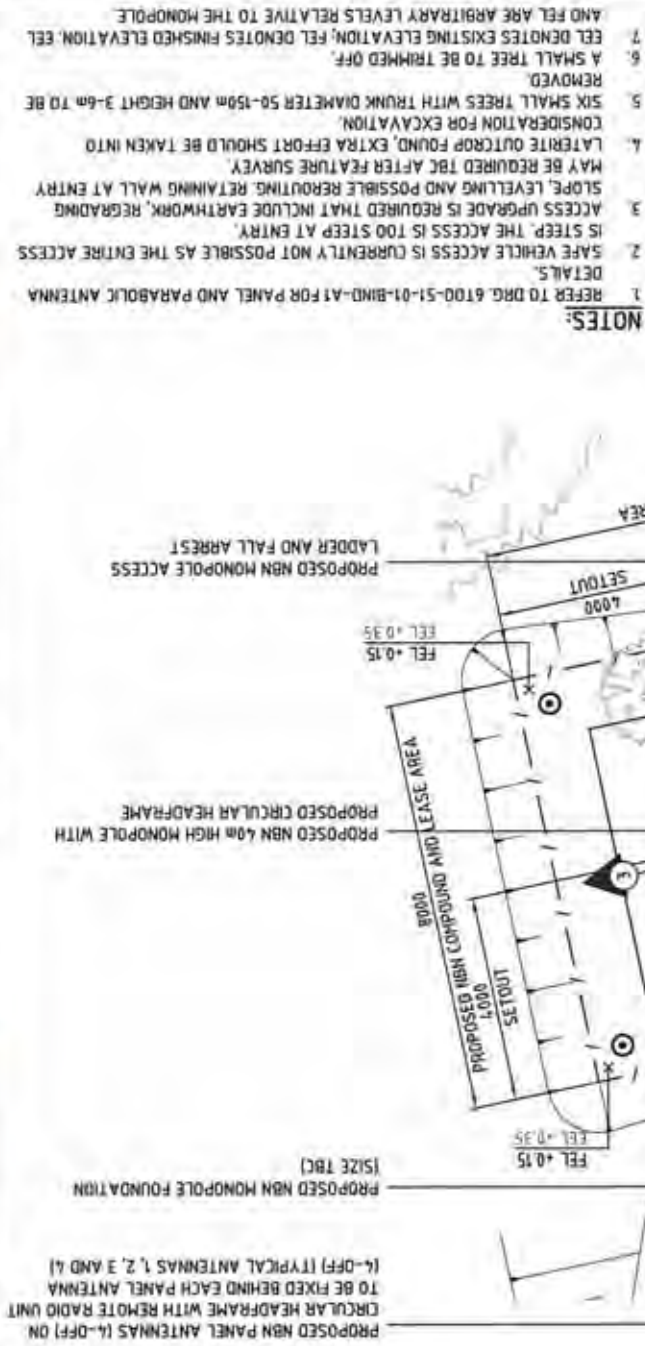 PROPOSED NBN PANEL ANTENNAS (4-OFF) ON
CIRCULAR HEADFRAME WITH REMOTE RADIO UNIT
TO BE FIXED BEHIND EACH PANEL ANTENNA
(4-OFF) (TYPICAL ANTENNAS 1, 2, 3 AND 4)
PROPOSED NBN MONOPOLE FOUNDATION
(SIZE TBC)
FEL +0.15
EEL +0.35
SETOUT
4000
PROPOSED NBN COMPOUND AND LEASE AREA
8000
3
PROPOSED NBN 40m HIGH MONOPOLE WITH
PROPOSED CIRCULAR HEADFRAME
FEL +0.15
EEL +0.35
4000
SETOUT
REA
PROPOSED NBN MONOPOLE ACCESS
LADDER AND FALL ARREST
NOTES:
1 REFER TO DRG 6TOD-51-01-BIND-A1 FOR PANEL AND PARABOLIC ANTENNA
DETAILS.
2 SAFE VEHICLE ACCESS IS CURRENTLY NOT POSSIBLE AS THE ENTIRE ACCESS
IS STEEP. THE ACCESS IS TOO STEEP AT ENTRY.
3 ACCESS UPGRADE IS REQUIRED THAT INCLUDE EARTHWORK, REGRADING
SLOPE, LEVELLING AND POSSIBLE REROUTING. RETAINING WALL AT ENTRY
MAY BE REQUIRED TBC AFTER FEATURE SURVEY.
4. LATERITE OUTCROP FOUND, EXTRA EFFORT SHOULD BE TAKEN INTO
CONSIDERATION FOR EXCAVATION.
5 SIX SMALL TREES WITH TRUNK DIAMETER 50-150m AND HEIGHT 3-6m TO BE
REMOVED.
6. A SMALL TREE TO BE TRIMMED OFF.
7. EEL DENOTES EXISTING ELEVATION; FEL DENOTES FINISHED ELEVATION. EEL
AND FEL ARE ARBITRARY LEVELS RELATIVE TO THE MONOPOLE.